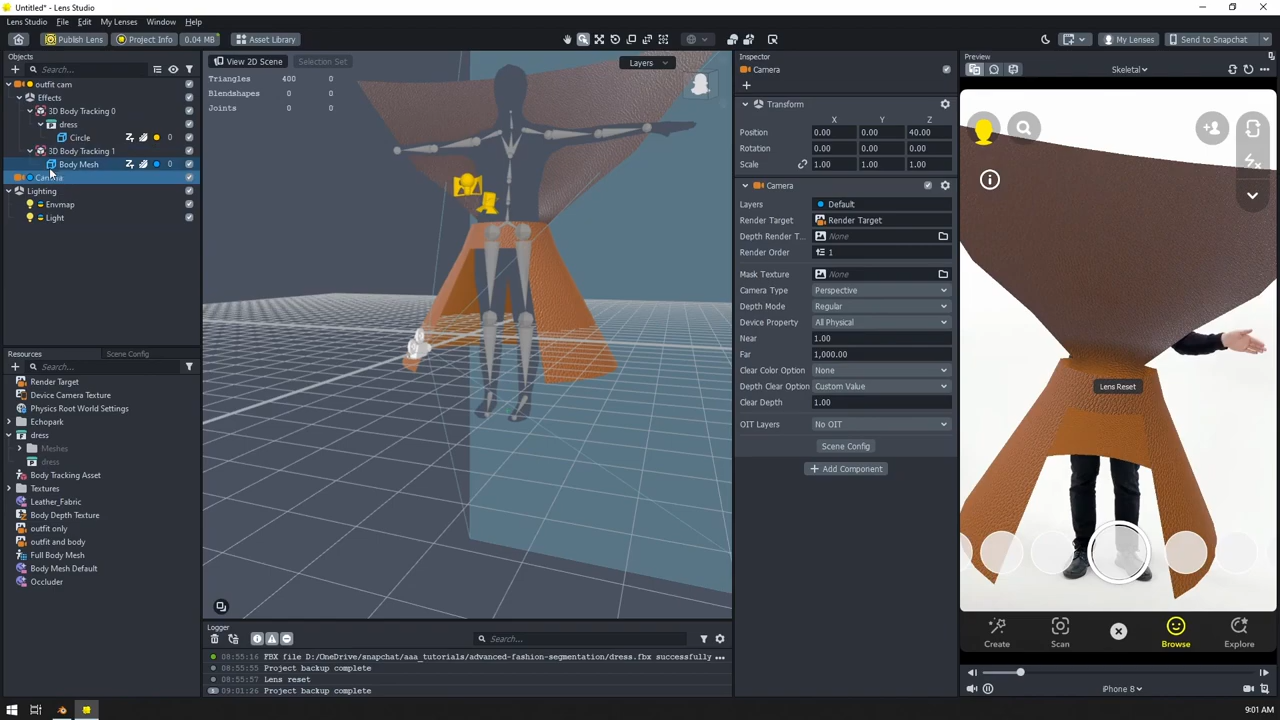 Untitled* - Lens Studio
Lens Studio File Edit My Lenses Window Help
Publish Lens Project Info 0.04 MB Asset Library My Lenses Send to Snapchat
Objects
Search...
outfit cam
Effects
3D Body Tracking 0
dress
Circle 0
3D Body Tracking 1
Body Mesh 0
Lighting
Envmap
Light
Resources Scene Config
Search...
Render Target
Device Camera Texture
Physics Root World Settings
Echopark
dress
Meshes
dress
Body Tracking Asset
Textures
Leather_Fabric
Body Depth Texture
outfit only
outfit and body
Full Body Mesh
Body Mesh Default
Occluder
View 2D Scene Selection Set Layers
Triangles 400 0
Blendshapes 0 0
Joints 0 0
Logger
Search...
08:55:16 FBX file D:/OneDrive/snapchat/aaa_tutorials/advanced-fashion-segmentation/dress.fbx successfully
08:55:55 Project backup complete
08:55:57 Lens reset
09:01:26 Project backup complete
Inspector
Camera
Transform
X Y Z
Position 0.00 0.00 40.00
Rotation 0.00 0.00 0.00
Scale 1.00 1.00 1.00
Camera
Layers Default
Render Target Render Target
Depth Render T... None
Render Order 1
Mask Texture None
Camera Type Perspective
Depth Mode Regular
Device Property All Physical
Near 1.00
Far 1,000.00
Clear Color Option None
Depth Clear Option Custom Value
Clear Depth 1.00
OIT Layers No OIT
Scene Config
Add Component
Preview
Skeletal
Lens Reset
Create Scan Browse Explore
iPhone 8
9:01 AM